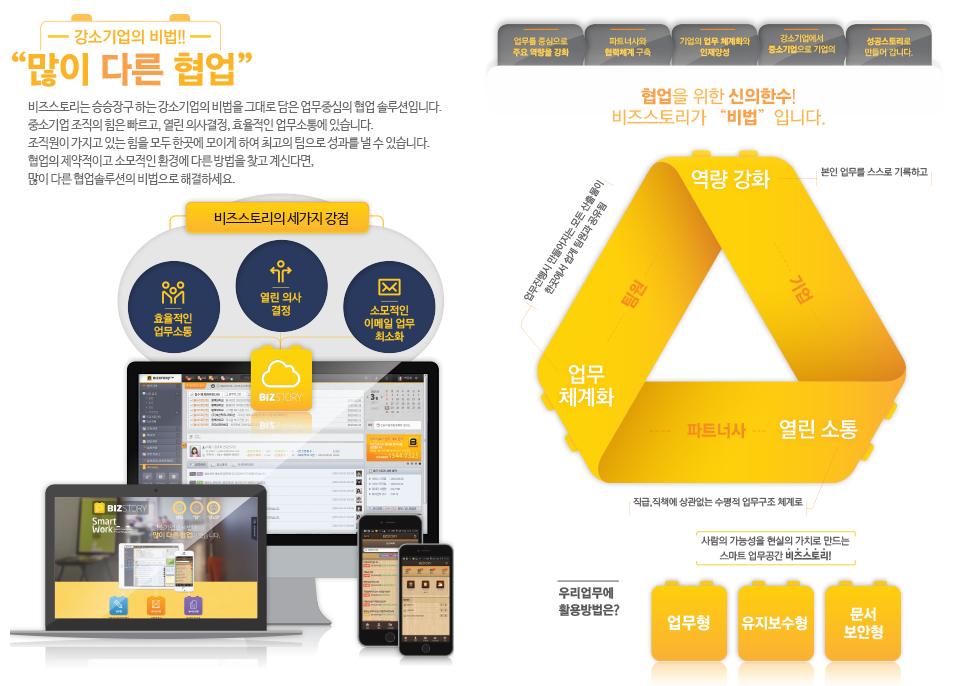 강소기업의 비법!!
“많이 다른 협업”
비즈스토리는 승승장구 하는 강소기업의 비법을 그대로 담은 업무중심의 협업 솔루션입니다.
중소기업 조직의 힘은 빠르고, 열린 의사결정, 효율적인 업무소통에 있습니다.
조직원이 가지고 있는 힘을 모두 한곳에 모이게 하여 최고의 팀으로 성과를 낼 수 있습니다.
협업의 제약적이고 소모적인 환경에 다른 방법을 찾고 계신다면,
많이 다른 협업솔루션의 비법으로 해결하세요.
비즈스토리의 세가지 강점
효율적인
업무소통
열린 의사
결정
소모적인
이메일 업무
최소화
BIZSTORY
BIZSTORY
Smart
Work
많이 다른 협업
업무를 중심으로
주요 역량을 강화
파트너사와
협력체계 구축
기업의 업무 체계화와
인재양성
강소기업에서
중소기업으로 기업의
성공스토리로
만들어 갑니다.
협업을 위한 신의한수!
비즈스토리가 “비법” 입니다.
역량 강화
본인 업무를 스스로 기록하고
업무진행시 만들어지는 모든 산출물이
한곳에서 쉽게 팀원과 공유됨
팀원
기업
업무
체계화
파트너사
열린 소통
직급,직책에 상관없는 수평적 업무구조 체계로
사람의 가능성을 현실의 가치로 만드는
스마트 업무공간 비즈스토리!
우리업무에
활용방법은?
업무형
유지보수형
문서
보안형